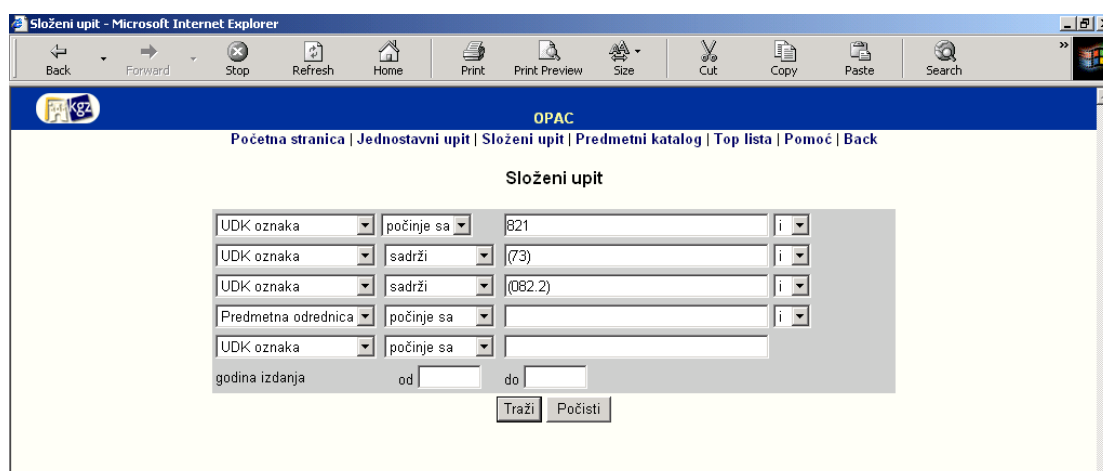 Složeni upit - Microsoft Internet Explorer
Back Forward Stop Refresh Home Print Print Preview Size Cut Copy Paste Search »
kgz
OPAC
Početna stranica | Jednostavni upit | Složeni upit | Predmetni katalog | Top lista | Pomoć | Back
Složeni upit
UDK oznaka počinje sa 821 i
UDK oznaka sadrži (73) i
UDK oznaka sadrži (082.2) i
Predmetna odrednica počinje sa i
UDK oznaka počinje sa
godina izdanja od do
Traži Počisti